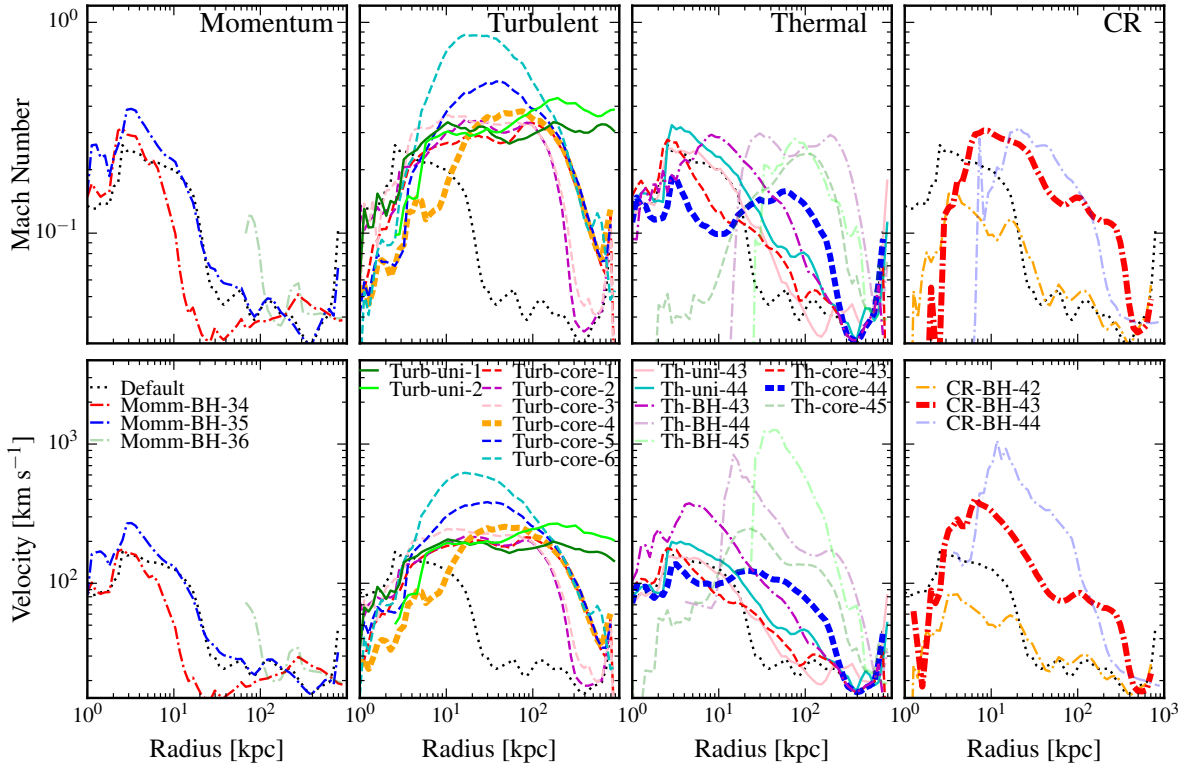 Momentum
Turbulent
Thermal
CR
Mach Number
10⁰
10⁻¹
Default
Momm-BH-34
Momm-BH-35
Momm-BH-36
Turb-uni-1
Turb-uni-2
Turb-core-1
Turb-core-2
Turb-core-3
Turb-core-4
Turb-core-5
Turb-core-6
Th-uni-43
Th-uni-44
Th-BH-43
Th-BH-44
Th-BH-45
Th-core-43
Th-core-44
Th-core-45
CR-BH-42
CR-BH-43
CR-BH-44
Velocity [km s⁻¹]
10³
10²
10⁰ 10¹ 10² 10⁰ 10¹ 10² 10⁰ 10¹ 10² 10⁰ 10¹ 10² 10³
Radius [kpc] Radius [kpc] Radius [kpc] Radius [kpc]